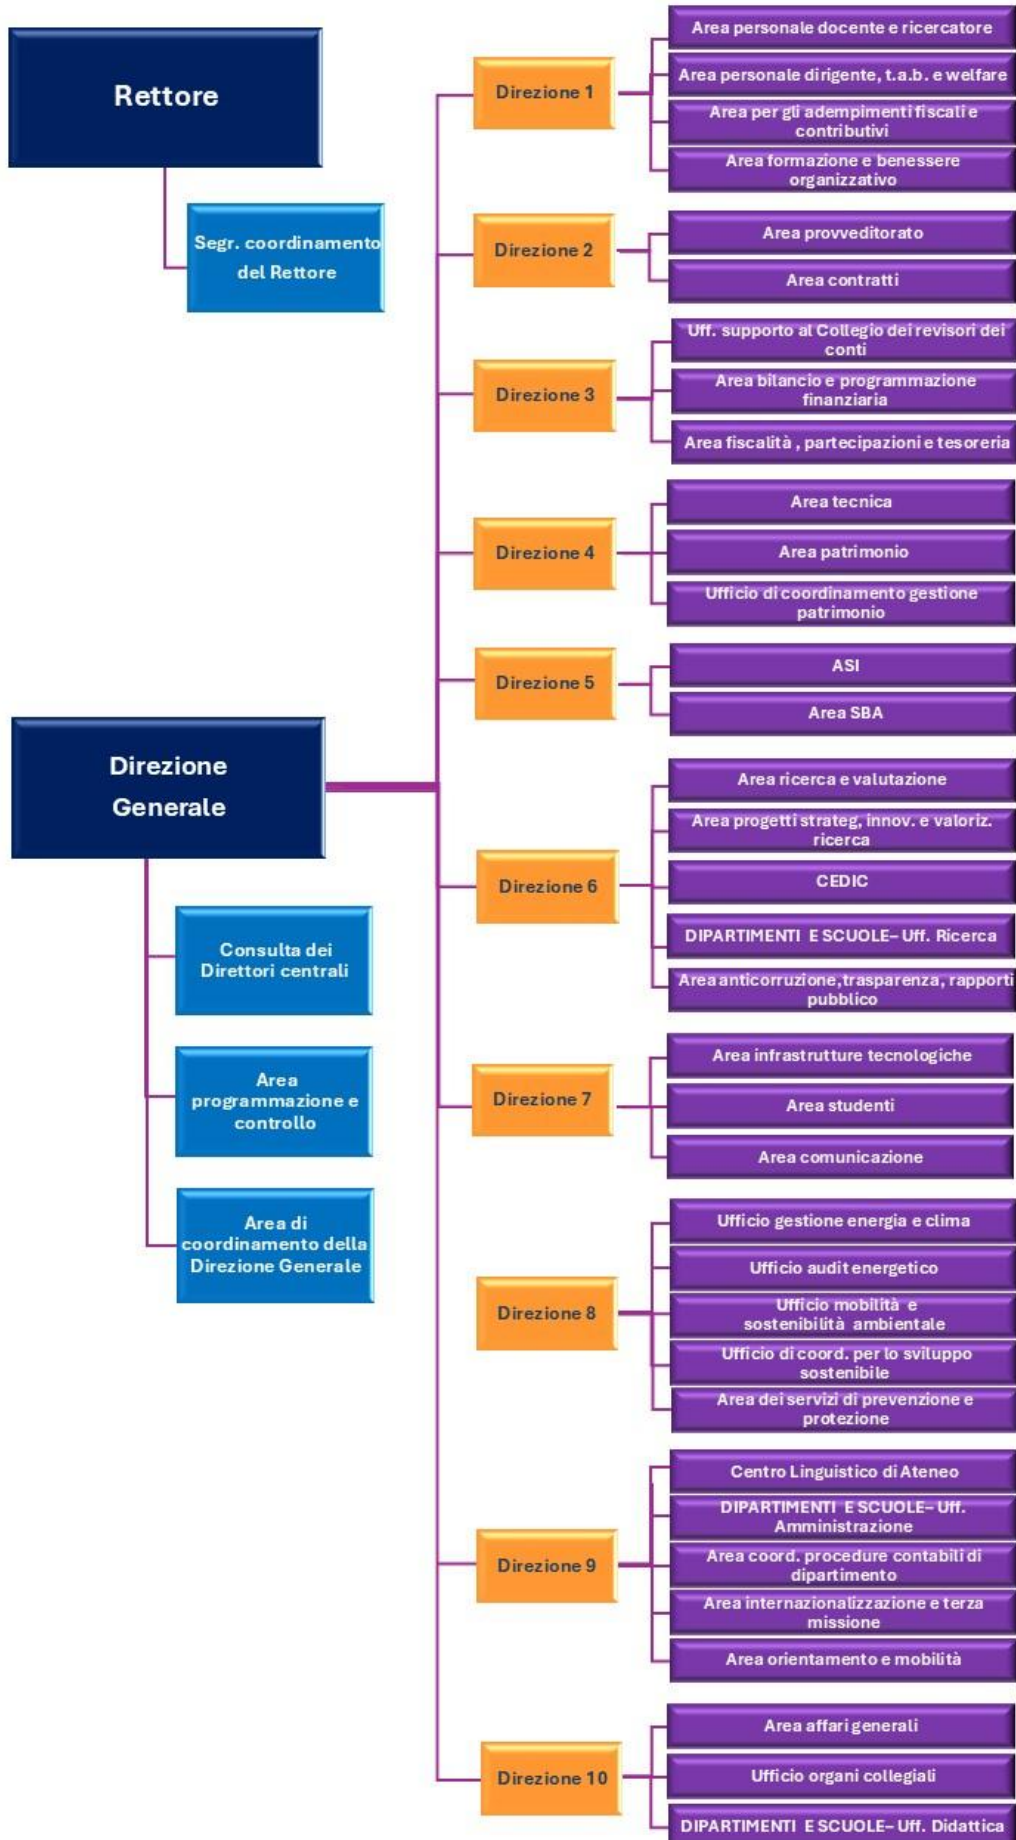 Rettore
Segr. coordinamento
del Rettore
Direzione
Generale
Consulta dei
Direttori centrali
Area
programmazione e
controllo
Area di
coordinamento della
Direzione Generale
Direzione 1
Area personale docente e ricercatore
Area personale dirigente, t.a.b. e welfare
Area per gli adempimenti fiscali e
contributivi
Area formazione e benessere
organizzativo
Direzione 2
Area provveditorato
Area contratti
Direzione 3
Uff. supporto al Collegio dei revisori dei
conti
Area bilancio e programmazione
finanziaria
Area fiscalità , partecipazioni e tesoreria
Direzione 4
Area tecnica
Area patrimonio
Ufficio di coordinamento gestione
patrimonio
Direzione 5
ASI
Area SBA
Direzione 6
Area ricerca e valutazione
Area progetti strateg, innov. e valoriz.
ricerca
CEDIC
DIPARTIMENTI E SCUOLE– Uff. Ricerca
Area anticorruzione,trasparenza, rapporti
pubblico
Direzione 7
Area infrastrutture tecnologiche
Area studenti
Area comunicazione
Direzione 8
Ufficio gestione energia e clima
Ufficio audit energetico
Ufficio mobilità e
sostenibilità ambientale
Ufficio di coord. per lo sviluppo
sostenibile
Area dei servizi di prevenzione e
protezione
Direzione 9
Centro Linguistico di Ateneo
DIPARTIMENTI E SCUOLE– Uff.
Amministrazione
Area coord. procedure contabili di
dipartimento
Area internazionalizzazione e terza
missione
Area orientamento e mobilità
Direzione 10
Area affari generali
Ufficio organi collegiali
DIPARTIMENTI E SCUOLE– Uff. Didattica